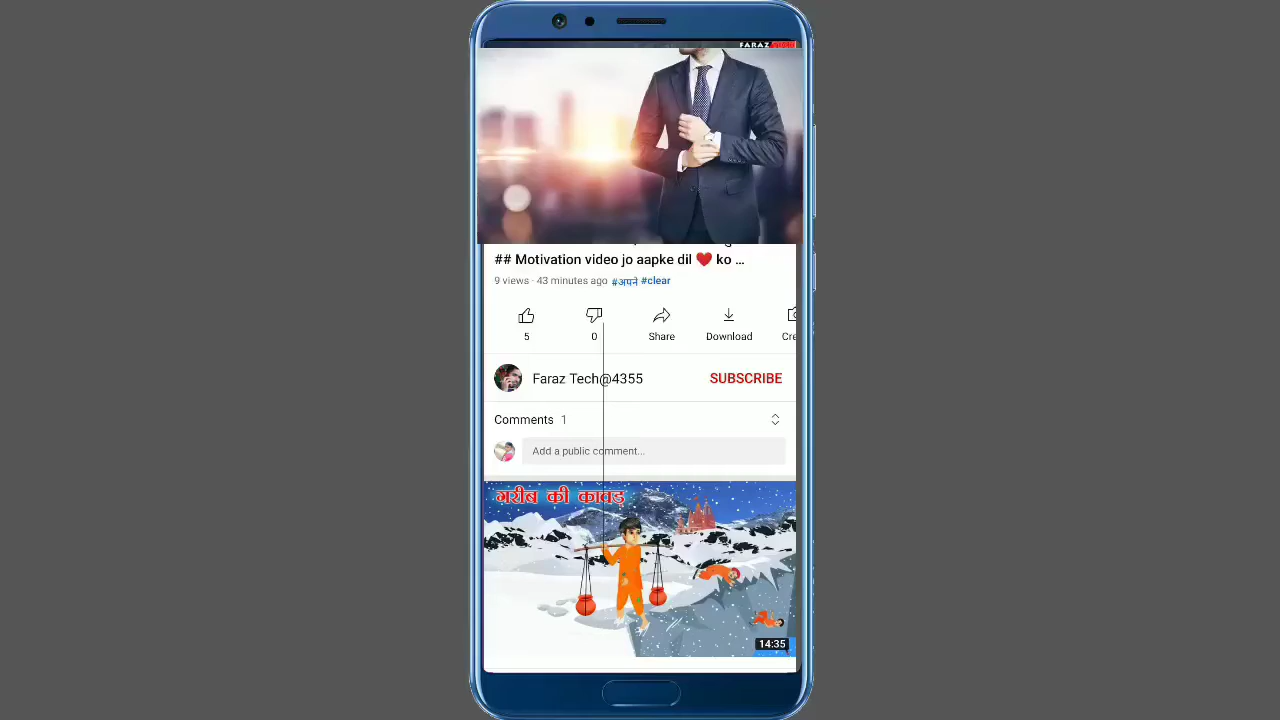 FARAZ
## Motivation video jo aapke dil ❤️ ko ...
9 views · 43 minutes ago #अपने #clear
5
0
Share
Download
Cre
Faraz Tech@4355
SUBSCRIBE
Comments 1
Add a public comment...
गरीब की कावड़
14:35